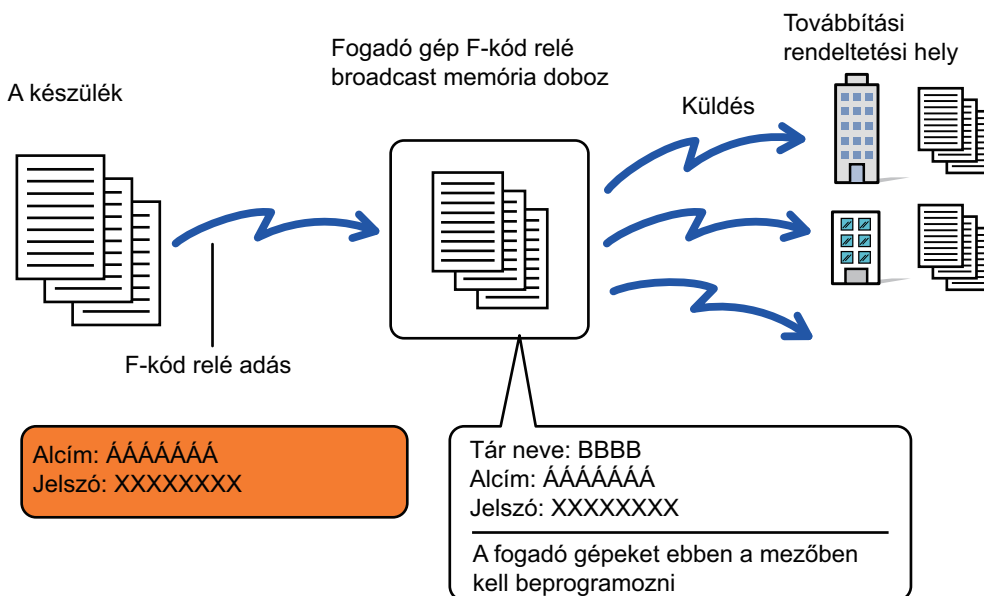 A készülék
Fogadó gép F-kód relé
broadcast memória doboz
Továbbítási
rendeltetési hely
Küldés
F-kód relé adás
Alcím: ÁÁÁÁÁÁÁ
Jelszó: XXXXXXXX
Tár neve: BBBB
Alcím: ÁÁÁÁÁÁÁ
Jelszó: XXXXXXXX
A fogadó gépeket ebben a mezőben
kell beprogramozni